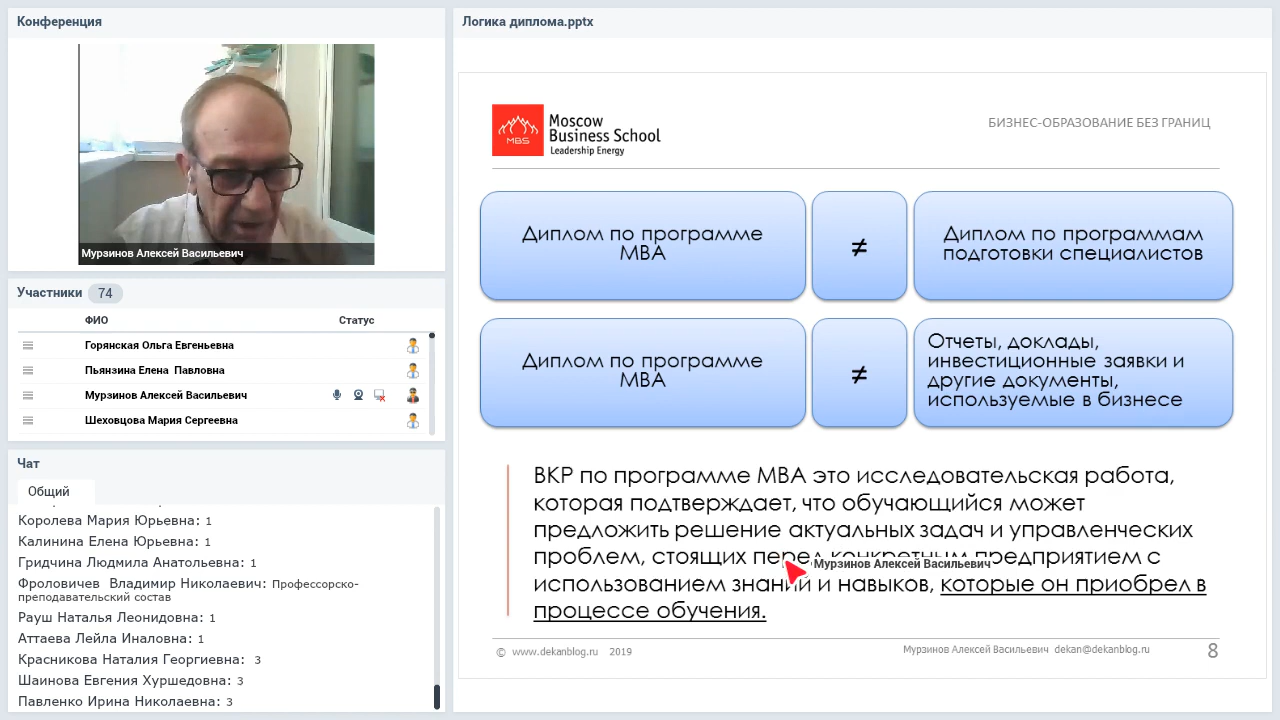 Конференция
Мурзинов Алексей Васильевич
Участники 74
ФИО Статус
Горянская Ольга Евгеньевна
Пьянзина Елена Павловна
Мурзинов Алексей Васильевич
Шеховцова Мария Сергеевна
Чат
Общий
Королева Мария Юрьевна: 1
Калинина Елена Юрьевна: 1
Гридчина Людмила Анатольевна: 1
Фроловичев Владимир Николаевич: Профессорско-
преподавательский состав
Рауш Наталья Леонидовна: 1
Аттаева Лейла Иналовна: 1
Красникова Наталия Георгиевна: 3
Шаинова Евгения Хуршедовна: 3
Павленко Ирина Николаевна: 3
Логика диплома.pptx
MBS
Moscow
Business School
Leadership Energy
БИЗНЕС-ОБРАЗОВАНИЕ БЕЗ ГРАНИЦ
Диплом по программе
МВА
≠
Диплом по программам
подготовки специалистов
Диплом по программе
МВА
≠
Отчеты, доклады,
инвестиционные заявки и
другие документы,
используемые в бизнесе
ВКР по программе МВА это исследовательская работа,
которая подтверждает, что обучающийся может
предложить решение актуальных задач и управленческих
проблем, стоящих перед конкретным предприятием с
Мурзинов Алексей Васильевич
использованием знаний и навыков, которые он приобрел в
процессе обучения.
© www.dekanblog.ru 2019
Мурзинов Алексей Васильевич dekan@dekanblog.ru
8